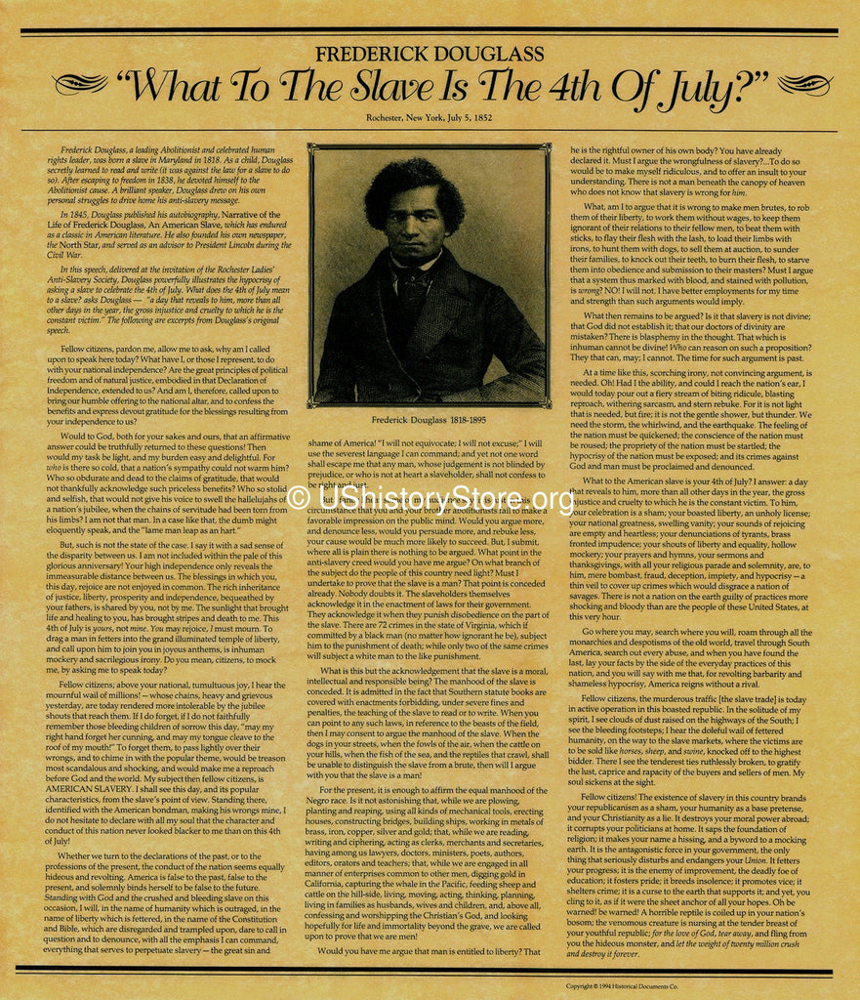 FREDERICK DOUGLASS
"What To The Slave Is The 4th Of July?"
Rochester, New York, July 5, 1852
Frederick Douglass, a leading Abolitionist and celebrated human
rights leader, was born a slave in Maryland in 1818. As a child, Douglass
secretly learned to read and write (it was against the law for a slave to do
so). After escaping to freedom in 1838, he devoted himself to the
Abolitionist cause. A brilliant speaker, Douglass drew on his own
personal struggles to drive home his anti-slavery message.
In 1845, Douglass published his autobiography, Narrative of the
Life of Frederick Douglass, An American Slave, which has endured
as a classic in American literature. He also founded his own newspaper,
the North Star, and served as an advisor to President Lincoln during the
Civil War.
In this speech, delivered at the invitation of the Rochester Ladies'
Anti-Slavery Society, Douglass powerfully illustrates the hypocrisy of
asking a slave to celebrate the 4th of July. What does the 4th of July mean
to a slave? asks Douglass — "a day that reveals to him, more than all
other days in the year, the gross injustice and cruelty to which he is the
constant victim." The following are excerpts from Douglass's original
speech.
Fellow citizens, pardon me, allow me to ask, why am I called
upon to speak here today? What have I, or those I represent, to do
with your national independence? Are the great principles of political
freedom and of natural justice, embodied in that Declaration of
Independence, extended to us? And am I, therefore, called upon to
bring our humble offering to the national altar, and to confess the
benefits and express devout gratitude for the blessings resulting from
your independence to us?
Would to God, both for your sakes and ours, that an affirmative
answer could be truthfully returned to these questions! Then
would my task be light, and my burden easy and delightful. For
who is there so cold, that a nation's sympathy could not warm him?
Who so obdurate and dead to the claims of gratitude, that would
not thankfully acknowledge such priceless benefits? Who so stolid
and selfish, that would not give his voice to swell the hallelujahs of
a nation's jubilee, when the chains of servitude had been torn from
his limbs? I am not that man. In a case like that, the dumb might
eloquently speak, and the "lame man leap as an hart."
But, such is not the state of the case. I say it with a sad sense of
the disparity between us. I am not included within the pale of this
glorious anniversary! Your high independence only reveals the
immeasurable distance between us. The blessings in which you,
this day, rejoice are not enjoyed in common. The rich inheritance
of justice, liberty, prosperity and independence, bequeathed by
your fathers, is shared by you, not by me. The sunlight that brought
life and healing to you, has brought stripes and death to me. This
4th of July is yours, not mine. You may rejoice, I must mourn. To
drag a man in fetters into the grand illuminated temple of liberty,
and call upon him to join you in joyous anthems, is inhuman
mockery and sacrilegious irony. Do you mean, citizens, to mock
me, by asking me to speak today?
Fellow citizens; above your national, tumultuous joy, I hear the
mournful wail of millions! — whose chains, heavy and grievous
yesterday, are today rendered more intolerable by the jubilee
shouts that reach them. If I do forget, if I do not faithfully
remember those bleeding children of sorrow this day, "may my
right hand forget her cunning, and may my tongue cleave to the
roof of my mouth!" To forget them, to pass lightly over their
wrongs, and to chime in with the popular theme, would be treason
most scandalous and shocking, and would make me a reproach
before God and the world. My subject then fellow citizens, is
AMERICAN SLAVERY. I shall see this day, and its popular
characteristics, from the slave's point of view. Standing there,
identified with the American bondman, making his wrongs mine, I
do not hesitate to declare with all my soul that the character and
conduct of this nation never looked blacker to me than on this 4th
of July!
Whether we turn to the declarations of the past, or to the
professions of the present, the conduct of the nation seems equally
hideous and revolting. America is false to the past, false to the
present, and solemnly binds herself to be false to the future.
Standing with God and the crushed and bleeding slave on this
occasion, I will, in the name of humanity which is outraged, in the
name of liberty which is fettered, in the name of the Constitution
and Bible, which are disregarded and trampled upon, dare to call in
question and to denounce, with all the emphasis I can command,
everything that serves to perpetuate slavery — the great sin and
Frederick Douglass 1818-1895
shame of America! "I will not equivocate; I will not excuse;" I will
use the severest language I can command; and yet not one word
shall escape me that any man, whose judgement is not blinded by
prejudice, or who is not at heart a slaveholder, shall not confess to
be right and just.
But I fancy I hear some of my audience say, it is just in this
circumstance that you and your brother abolitionists fail to make a
favorable impression on the public mind. Would you argue more,
and denounce less, would you persuade more, and rebuke less,
your cause would be much more likely to succeed. But, I submit,
where all is plain there is nothing to be argued. What point in the
anti-slavery creed would you have me argue? On what branch of
the subject do the people of this country need light? Must I
undertake to prove that the slave is a man? That point is conceded
already. Nobody doubts it. The slaveholders themselves
acknowledge it in the enactment of laws for their government.
They acknowledge it when they punish disobedience on the part of
the slave. There are 72 crimes in the state of Virginia, which if
committed by a black man (no matter how ignorant he be), subject
him to the punishment of death; while only two of the same crimes
will subject a white man to the like punishment.
What is this but the acknowledgement that the slave is a moral,
intellectual and responsible being? The manhood of the slave is
conceded. It is admitted in the fact that Southern statute books are
covered with enactments forbidding, under severe fines and
penalties, the teaching of the slave to read or to write. When you
can point to any such laws, in reference to the beasts of the field,
then I may consent to argue the manhood of the slave. When the
dogs in your streets, when the fowls of the air, when the cattle on
your hills, when the fish of the sea, and the reptiles that crawl, shall
be unable to distinguish the slave from a brute, then will I argue
with you that the slave is a man!
For the present, it is enough to affirm the equal manhood of the
Negro race. Is it not astonishing that, while we are plowing,
planting and reaping, using all kinds of mechanical tools, erecting
houses, constructing bridges, building ships, working in metals of
brass, iron, copper, silver and gold; that, while we are reading,
writing and ciphering, acting as clerks, merchants and secretaries,
having among us lawyers, doctors, ministers, poets, authors,
editors, orators and teachers; that, while we are engaged in all
manner of enterprises common to other men, digging gold in
California, capturing the whale in the Pacific, feeding sheep and
cattle on the hill-side, living, moving, acting, thinking, planning,
living in families as husbands, wives and children, and, above all,
confessing and worshipping the Christian's God, and looking
hopefully for life and immortality beyond the grave, we are called
upon to prove that we are men!
Would you have me argue that man is entitled to liberty? That
he is the rightful owner of his own body? You have already
declared it. Must I argue the wrongfulness of slavery?...To do so
would be to make myself ridiculous, and to offer an insult to your
understanding. There is not a man beneath the canopy of heaven
who does not know that slavery is wrong for him.
What, am I to argue that it is wrong to make men brutes, to rob
them of their liberty, to work them without wages, to keep them
ignorant of their relations to their fellow men, to beat them with
sticks, to flay their flesh with the lash, to load their limbs with
irons, to hunt them with dogs, to sell them at auction, to sunder
their families, to knock out their teeth, to burn their flesh, to starve
them into obedience and submission to their masters? Must I argue
that a system thus marked with blood, and stained with pollution,
is wrong? NO! I will not. I have better employments for my time
and strength than such arguments would imply.
What then remains to be argued? Is it that slavery is not divine;
that God did not establish it; that our doctors of divinity are
mistaken? There is blasphemy in the thought. That which is
inhuman cannot be divine! Who can reason on such a proposition?
They that can, may; I cannot. The time for such argument is past.
At a time like this, scorching irony, not convincing argument, is
needed. Oh! Had I the ability, and could I reach the nation's ear, I
would today pour out a fiery stream of biting ridicule, blasting
reproach, withering sarcasm, and stern rebuke. For it is not light
that is needed, but fire; it is not the gentle shower, but thunder. We
need the storm, the whirlwind, and the earthquake. The feeling of
the nation must be quickened; the conscience of the nation must
be roused; the propriety of the nation must be startled; the
hypocrisy of the nation must be exposed; and its crimes against
God and man must be proclaimed and denounced.
What to the American slave is your 4th of July? I answer: a day
that reveals to him, more than all other days in the year, the gross
injustice and cruelty to which he is the constant victim. To him,
your celebration is a sham; your boasted liberty, an unholy license;
your national greatness, swelling vanity; your sounds of rejoicing
are empty and heartless; your denunciations of tyrants, brass
fronted impudence; your shouts of liberty and equality, hollow
mockery; your prayers and hymns, your sermons and
thanksgivings, with all your religious parade and solemnity, are, to
him, mere bombast, fraud, deception, impiety, and hypocrisy — a
thin veil to cover up crimes which would disgrace a nation of
savages. There is not a nation on the earth guilty of practices more
shocking and bloody than are the people of these United States, at
this very hour.
Go where you may, search where you will, roam through all the
monarchies and despotisms of the old world, travel through South
America, search out every abuse, and when you have found the
last, lay your facts by the side of the everyday practices of this
nation, and you will say with me that, for revolting barbarity and
shameless hypocrisy, America reigns without a rival.
Fellow citizens, the murderous traffic [the slave trade] is today
in active operation in this boasted republic. In the solitude of my
spirit, I see clouds of dust raised on the highways of the South; I
see the bleeding footsteps; I hear the doleful wail of fettered
humanity, on the way to the slave markets, where the victims are
to be sold like horses, sheep, and swine, knocked off to the highest
bidder. There I see the tenderest ties ruthlessly broken, to gratify
the lust, caprice and rapacity of the buyers and sellers of men. My
soul sickens at the sight.
Fellow citizens! The existence of slavery in this country brands
your republicanism as a sham, your humanity as a base pretense,
and your Christianity as a lie. It destroys your moral power abroad;
it corrupts your politicians at home. It saps the foundation of
religion; it makes your name a hissing, and a byword to a mocking
earth. It is the antagonistic force in your government, the only
thing that seriously disturbs and endangers your Union. It fetters
your progress; it is the enemy of improvement, the deadly foe of
education; it fosters pride; it breeds insolence; it promotes vice; it
shelters crime; it is a curse to the earth that supports it; and yet, you
cling to it, as if it were the sheet anchor of all your hopes. Oh be
warned! be warned! A horrible reptile is coiled up in your nation's
bosom; the venomous creature is nursing at the tender breast of
your youthful republic; for the love of God, tear away, and fling from
you the hideous monster, and let the weight of twenty million crush
and destroy it forever.
© UShistoryStore.org
Copyright © 1994 Historical Documents Co.